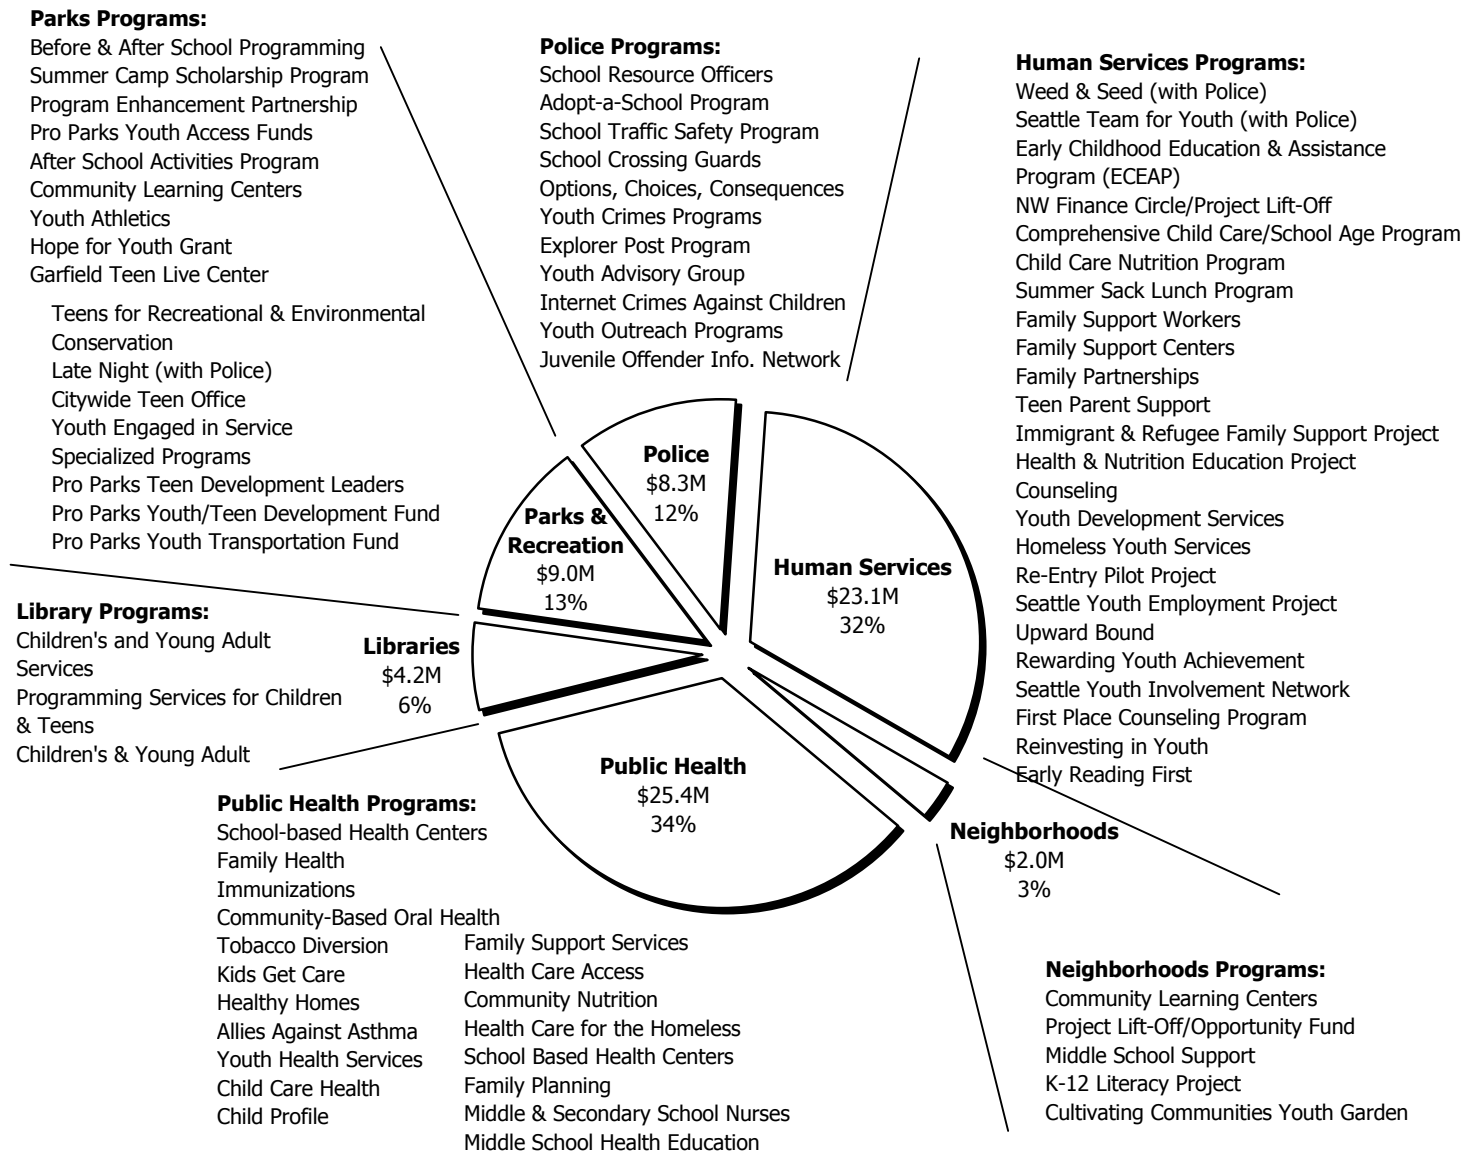 Parks Programs:
Before & After School Programming
Summer Camp Scholarship Program
Program Enhancement Partnership
Pro Parks Youth Access Funds
After School Activities Program
Community Learning Centers
Youth Athletics
Hope for Youth Grant
Garfield Teen Live Center
Teens for Recreational & Environmental
Conservation
Late Night (with Police)
Citywide Teen Office
Youth Engaged in Service
Specialized Programs
Pro Parks Teen Development Leaders
Pro Parks Youth/Teen Development Fund
Pro Parks Youth Transportation Fund
Police Programs:
School Resource Officers
Adopt-a-School Program
School Traffic Safety Program
School Crossing Guards
Options, Choices, Consequences
Youth Crimes Programs
Explorer Post Program
Youth Advisory Group
Internet Crimes Against Children
Youth Outreach Programs
Juvenile Offender Info. Network
Human Services Programs:
Weed & Seed (with Police)
Seattle Team for Youth (with Police)
Early Childhood Education & Assistance
Program (ECEAP)
NW Finance Circle/Project Lift-Off
Comprehensive Child Care/School Age Program
Child Care Nutrition Program
Summer Sack Lunch Program
Family Support Workers
Family Support Centers
Family Partnerships
Teen Parent Support
Immigrant & Refugee Family Support Project
Health & Nutrition Education Project
Counseling
Youth Development Services
Homeless Youth Services
Re-Entry Pilot Project
Seattle Youth Employment Project
Upward Bound
Rewarding Youth Achievement
Seattle Youth Involvement Network
First Place Counseling Program
Reinvesting in Youth
Early Reading First
Police
$8.3M
12%
Parks &
Recreation
$9.0M
13%
Human Services
$23.1M
32%
Libraries
$4.2M
6%
Public Health
$25.4M
34%
Neighborhoods
$2.0M
3%
Library Programs:
Children's and Young Adult
Services
Programming Services for Children
& Teens
Children's & Young Adult
Public Health Programs:
School-based Health Centers
Family Health
Immunizations
Community-Based Oral Health
Tobacco Diversion
Kids Get Care
Healthy Homes
Allies Against Asthma
Youth Health Services
Child Care Health
Child Profile
Family Support Services
Health Care Access
Community Nutrition
Health Care for the Homeless
School Based Health Centers
Family Planning
Middle & Secondary School Nurses
Middle School Health Education
Neighborhoods Programs:
Community Learning Centers
Project Lift-Off/Opportunity Fund
Middle School Support
K-12 Literacy Project
Cultivating Communities Youth Garden